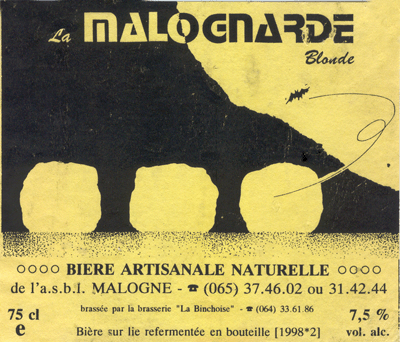 La MALOGNARDE
Blonde
○○○○ BIERE ARTISANALE NATURELLE ○○○○
de l'a.s.b.l. MALOGNE - ☎ (065) 37.46.02 ou 31.42.44
brassée par la brasserie "La Binchoise" - ☎ (064) 33.61.86
75 cl e
7,5 % vol. alc.
Bière sur lie refermentée en bouteille [1998*2]